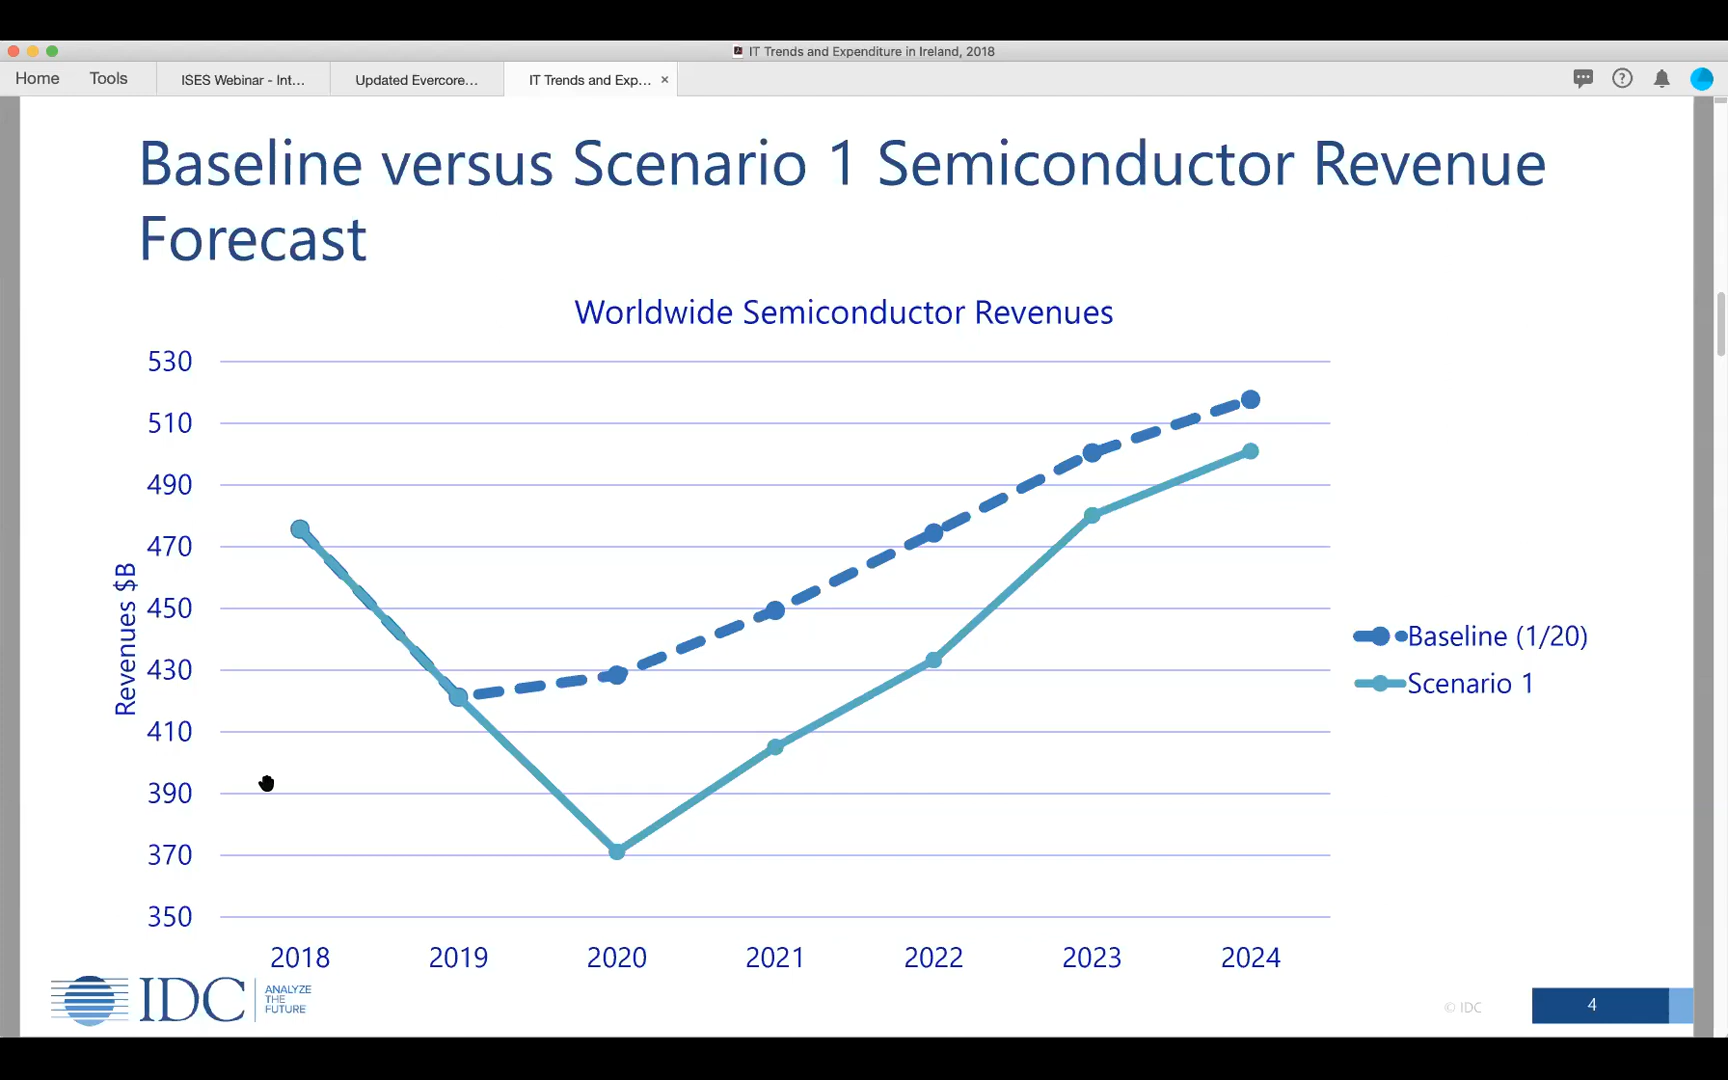 IT Trends and Expenditure in Ireland, 2018
Home Tools ISES Webinar - Int... Updated Evercore... IT Trends and Exp... ×
?
Baseline versus Scenario 1 Semiconductor Revenue
Forecast
Worldwide Semiconductor Revenues
530
510
490
470
450
430
410
390
370
350
Revenues $B
2018 2019 2020 2021 2022 2023 2024
Baseline (1/20)
Scenario 1
IDC
ANALYZE
THE
FUTURE
© IDC
4